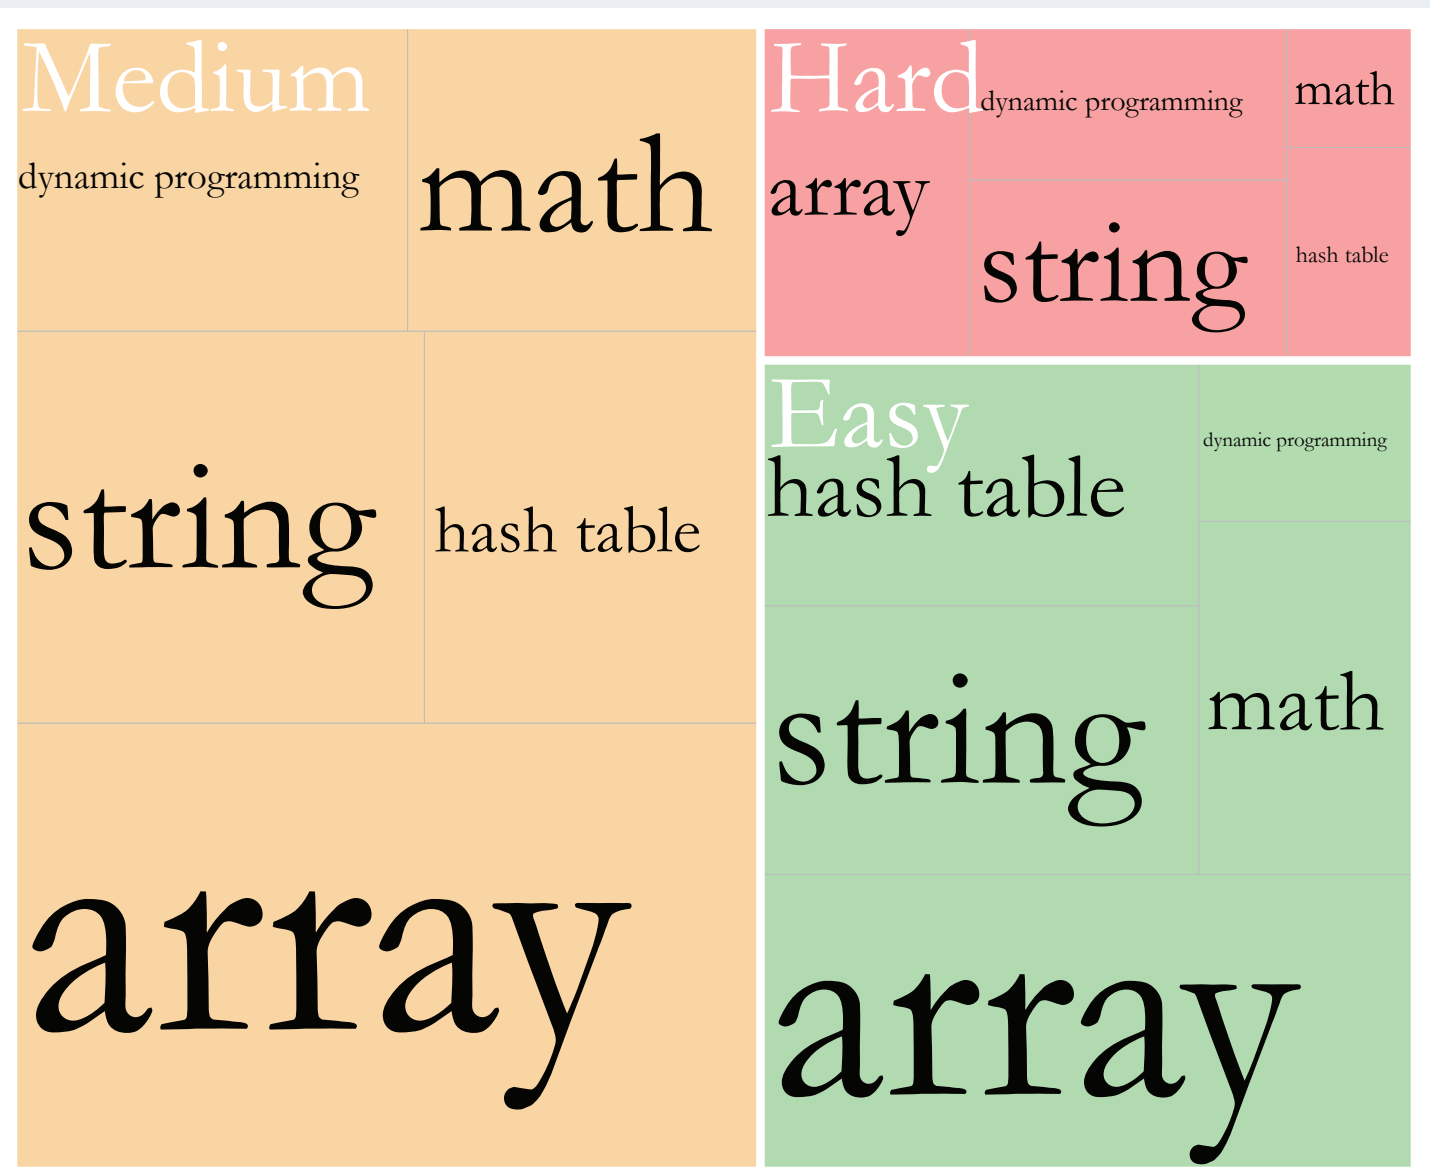 Medium
dynamic programming
math
string
hash table
array
Hard
dynamic programming
math
array
string
hash table
Easy
dynamic programming
hash table
string
math
array